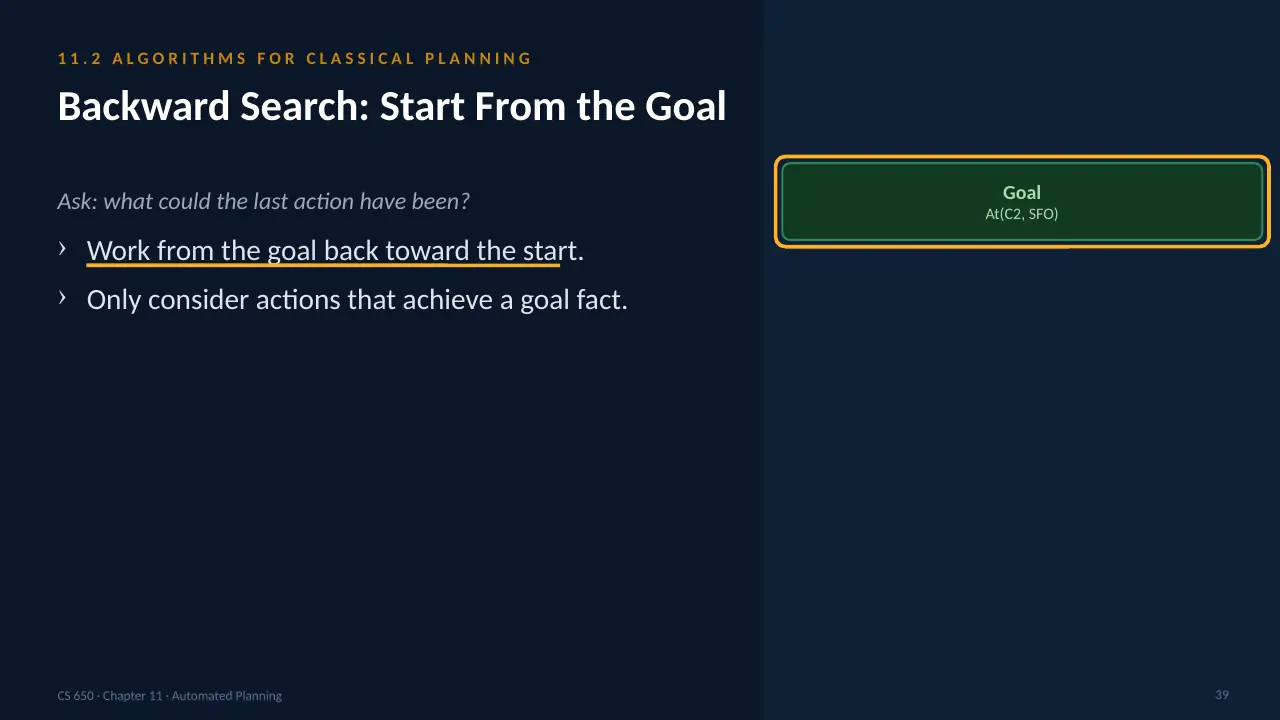 11.2 ALGORITHMS FOR CLASSICAL PLANNING
Backward Search: Start From the Goal
Ask: what could the last action have been?
› Work from the goal back toward the start.
› Only consider actions that achieve a goal fact.
Goal
At(C2, SFO)
CS 650 · Chapter 11 · Automated Planning
39